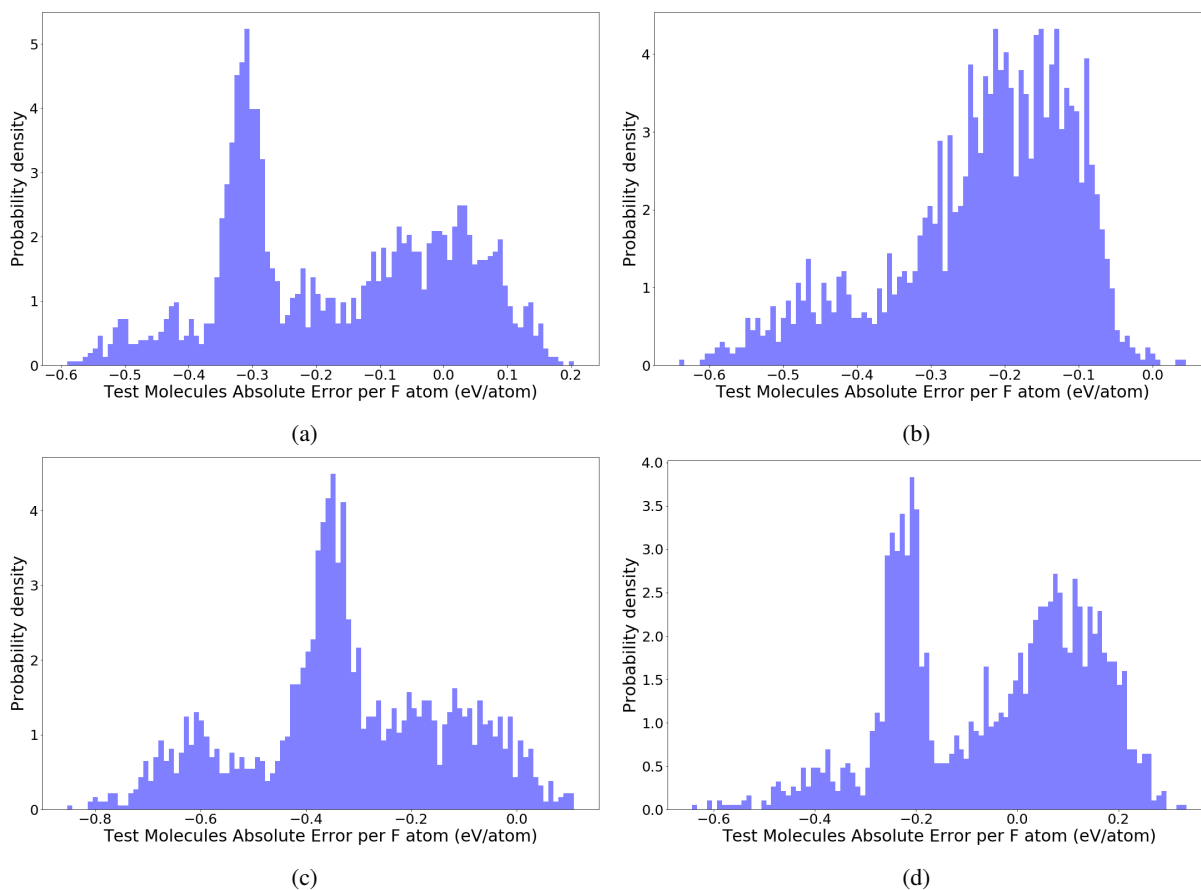 5
4
3
2
1
0
Probability density
−0.6 −0.5 −0.4 −0.3 −0.2 −0.1 0.0 0.1 0.2
Test Molecules Absolute Error per F atom (eV/atom)
(a)
4
3
2
1
0
Probability density
−0.6 −0.5 −0.4 −0.3 −0.2 −0.1 0.0
Test Molecules Absolute Error per F atom (eV/atom)
(b)
4
3
2
1
0
Probability density
−0.8 −0.6 −0.4 −0.2 0.0
Test Molecules Absolute Error per F atom (eV/atom)
(c)
4.0
3.5
3.0
2.5
2.0
1.5
1.0
0.5
0.0
Probability density
−0.6 −0.4 −0.2 0.0 0.2
Test Molecules Absolute Error per F atom (eV/atom)
(d)